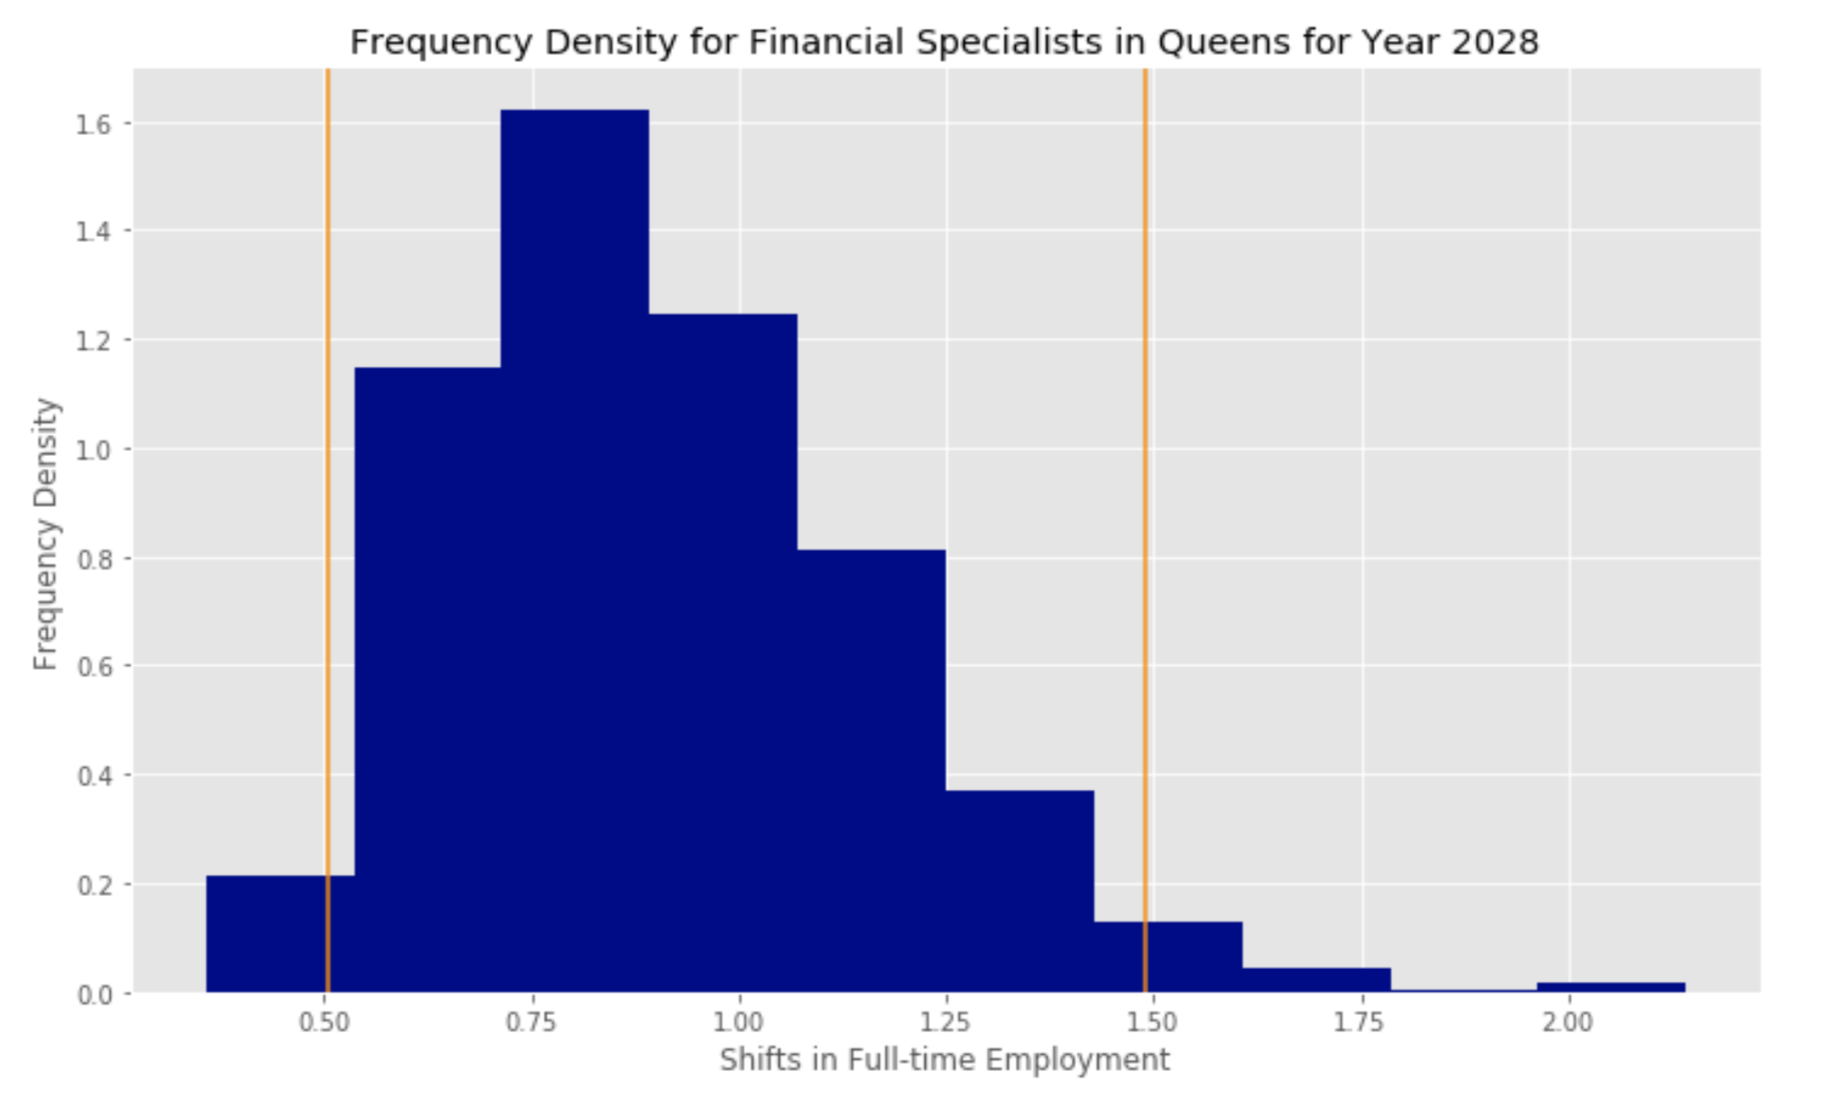 Frequency Density for Financial Specialists in Queens for Year 2028
1.6
1.4
1.2
1.0
0.8
0.6
0.4
0.2
0.0
Frequency Density
0.50 0.75 1.00 1.25 1.50 1.75 2.00
Shifts in Full-time Employment